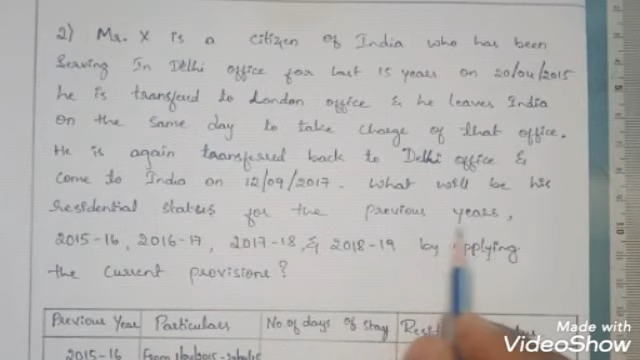 2) Mr. X is a citizen of India who has been
Serving In Delhi office for last 15 years on 20/04/2015
he is transfered to London office & he leaves India
on the same day to take charge of that office.
He is again transfered back to Delhi office &
come to India on 12/09/2017. What will be his
residential status for the previous years,
2015-16, 2016-17, 2017-18, & 2018-19 by applying
the current provisions?
Previous Year Particulars No. of days of stay
2015-16
Made with
VideoShow